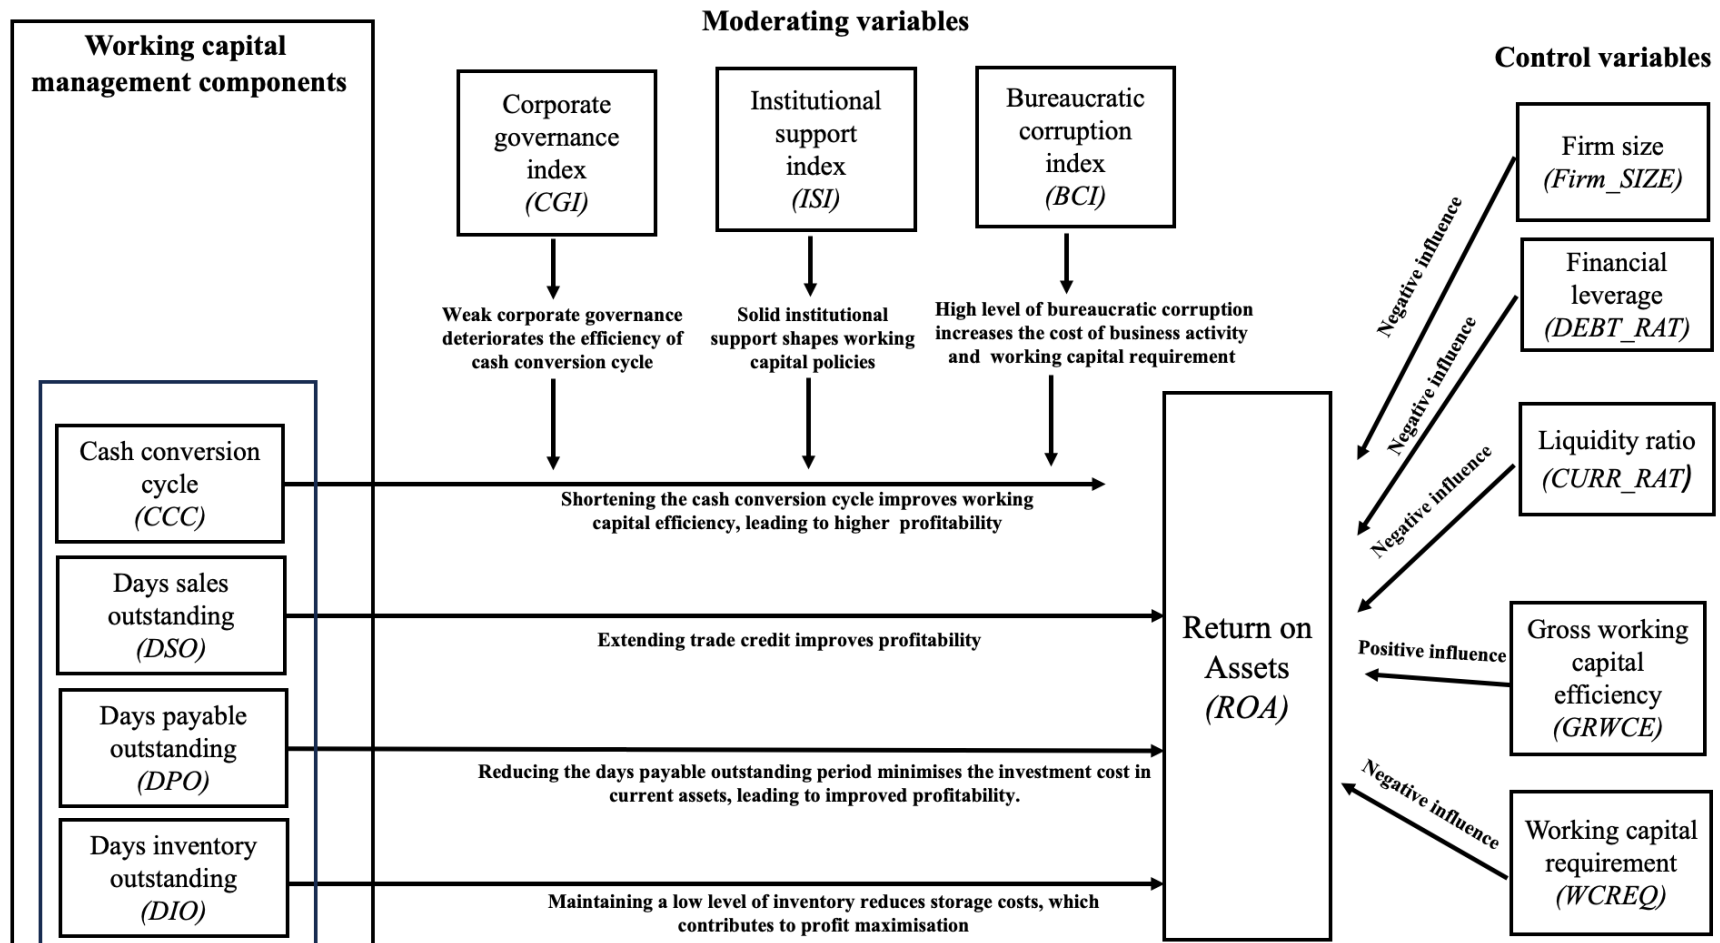 Working capital
management components
Moderating variables
Control variables
Corporate
governance
index
(CGI)
Institutional
support
index
(ISI)
Bureaucratic
corruption
index
(BCI)
Weak corporate governance
deteriorates the efficiency of
cash conversion cycle
Solid institutional
support shapes working
capital policies
High level of bureaucratic corruption
increases the cost of business activity
and working capital requirement
Cash conversion
cycle
(CCC)
Shortening the cash conversion cycle improves working
capital efficiency, leading to higher profitability
Days sales
outstanding
(DSO)
Extending trade credit improves profitability
Days payable
outstanding
(DPO)
Reducing the days payable outstanding period minimises the investment cost in
current assets, leading to improved profitability.
Days inventory
outstanding
(DIO)
Maintaining a low level of inventory reduces storage costs, which
contributes to profit maximisation
Return on
Assets
(ROA)
Negative influence
Firm size
(Firm_SIZE)
Negative influence
Financial
leverage
(DEBT_RAT)
Negative influence
Liquidity ratio
(CURR_RAT)
Positive influence
Gross working
capital
efficiency
(GRWCE)
Negative influence
Working capital
requirement
(WCREQ)